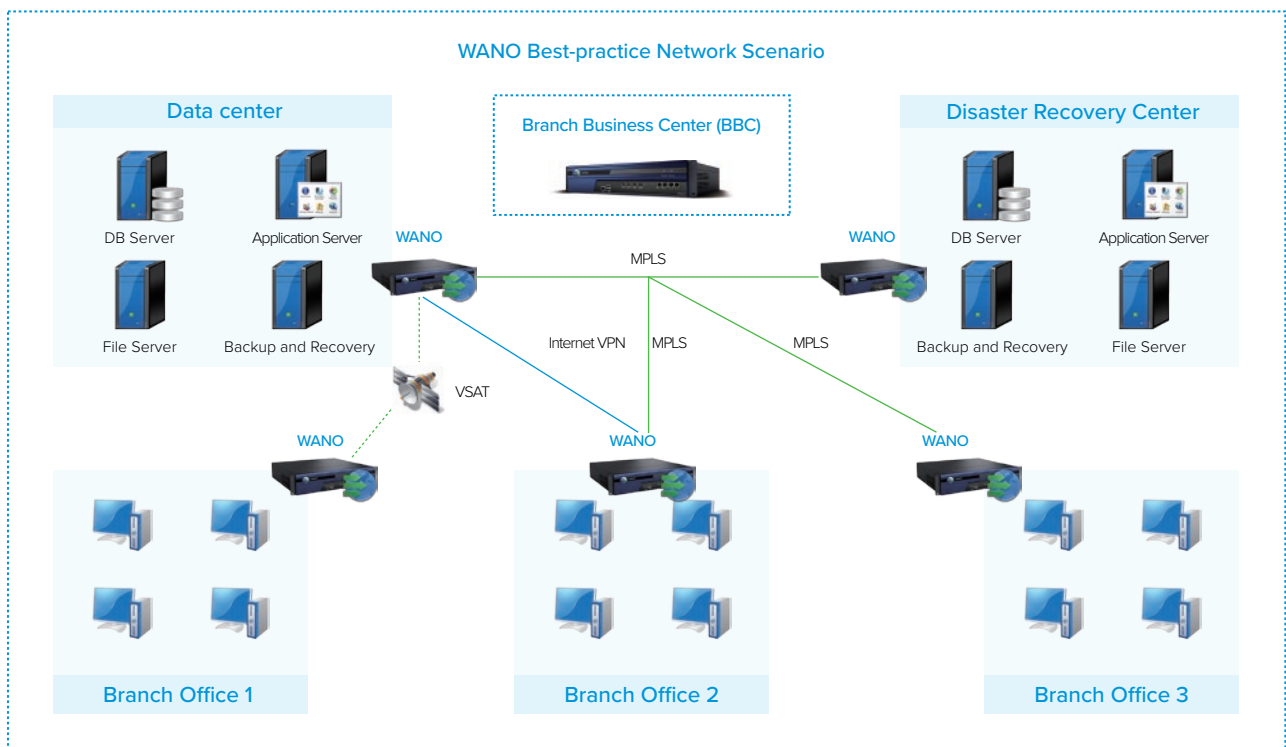 WANO Best-practice Network Scenario
Data center
DB Server
Application Server
File Server
Backup and Recovery
Branch Business Center (BBC)
Disaster Recovery Center
DB Server
Application Server
Backup and Recovery
File Server
WANO
MPLS
WANO
Internet VPN
MPLS
MPLS
VSAT
WANO
WANO
WANO
Branch Office 1
Branch Office 2
Branch Office 3